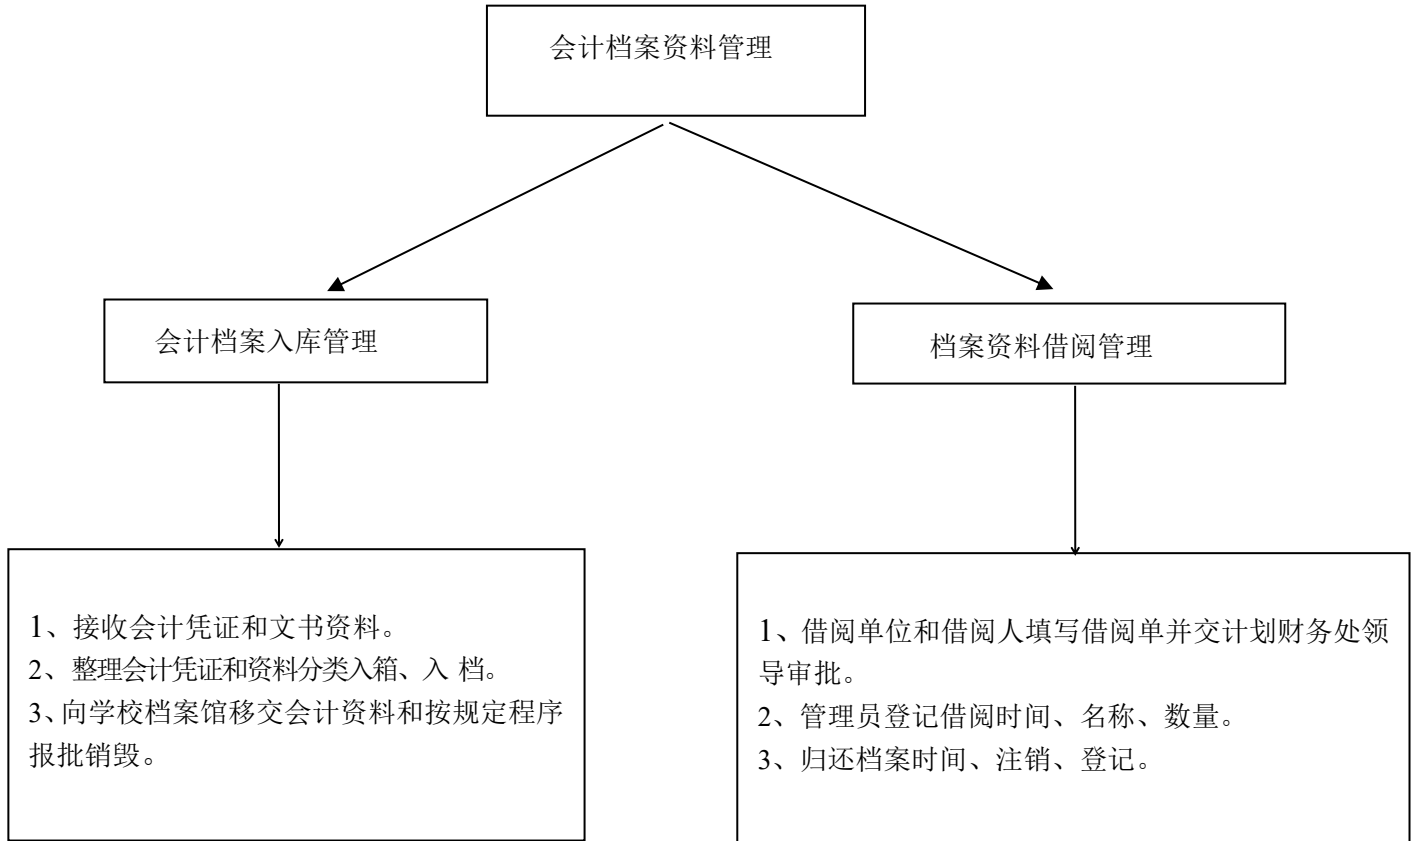 会计档案资料管理
会计档案入库管理
档案资料借阅管理
1、接收会计凭证和文书资料。
2、整理会计凭证和资料分类入箱、入 档。
3、向学校档案馆移交会计资料和按规定程序
报批销毁。
1、借阅单位和借阅人填写借阅单并交计划财务处领
导审批。
2、管理员登记借阅时间、名称、数量。
3、归还档案时间、注销、登记。